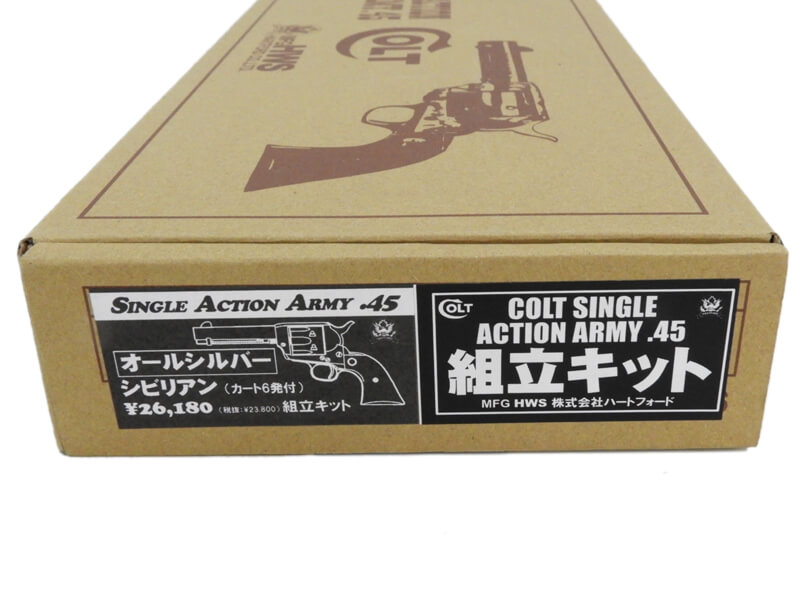 ACTION
ARMY .45
COLT
HWS
SINGLE ACTION ARMY .45
オールシルバー
シビリアン (カート6発付)
¥26,180 (税抜:¥23.800) 組立キット
COLT
COLT SINGLE
ACTION ARMY .45
組立キット
MFG HWS 株式会社ハートフォード